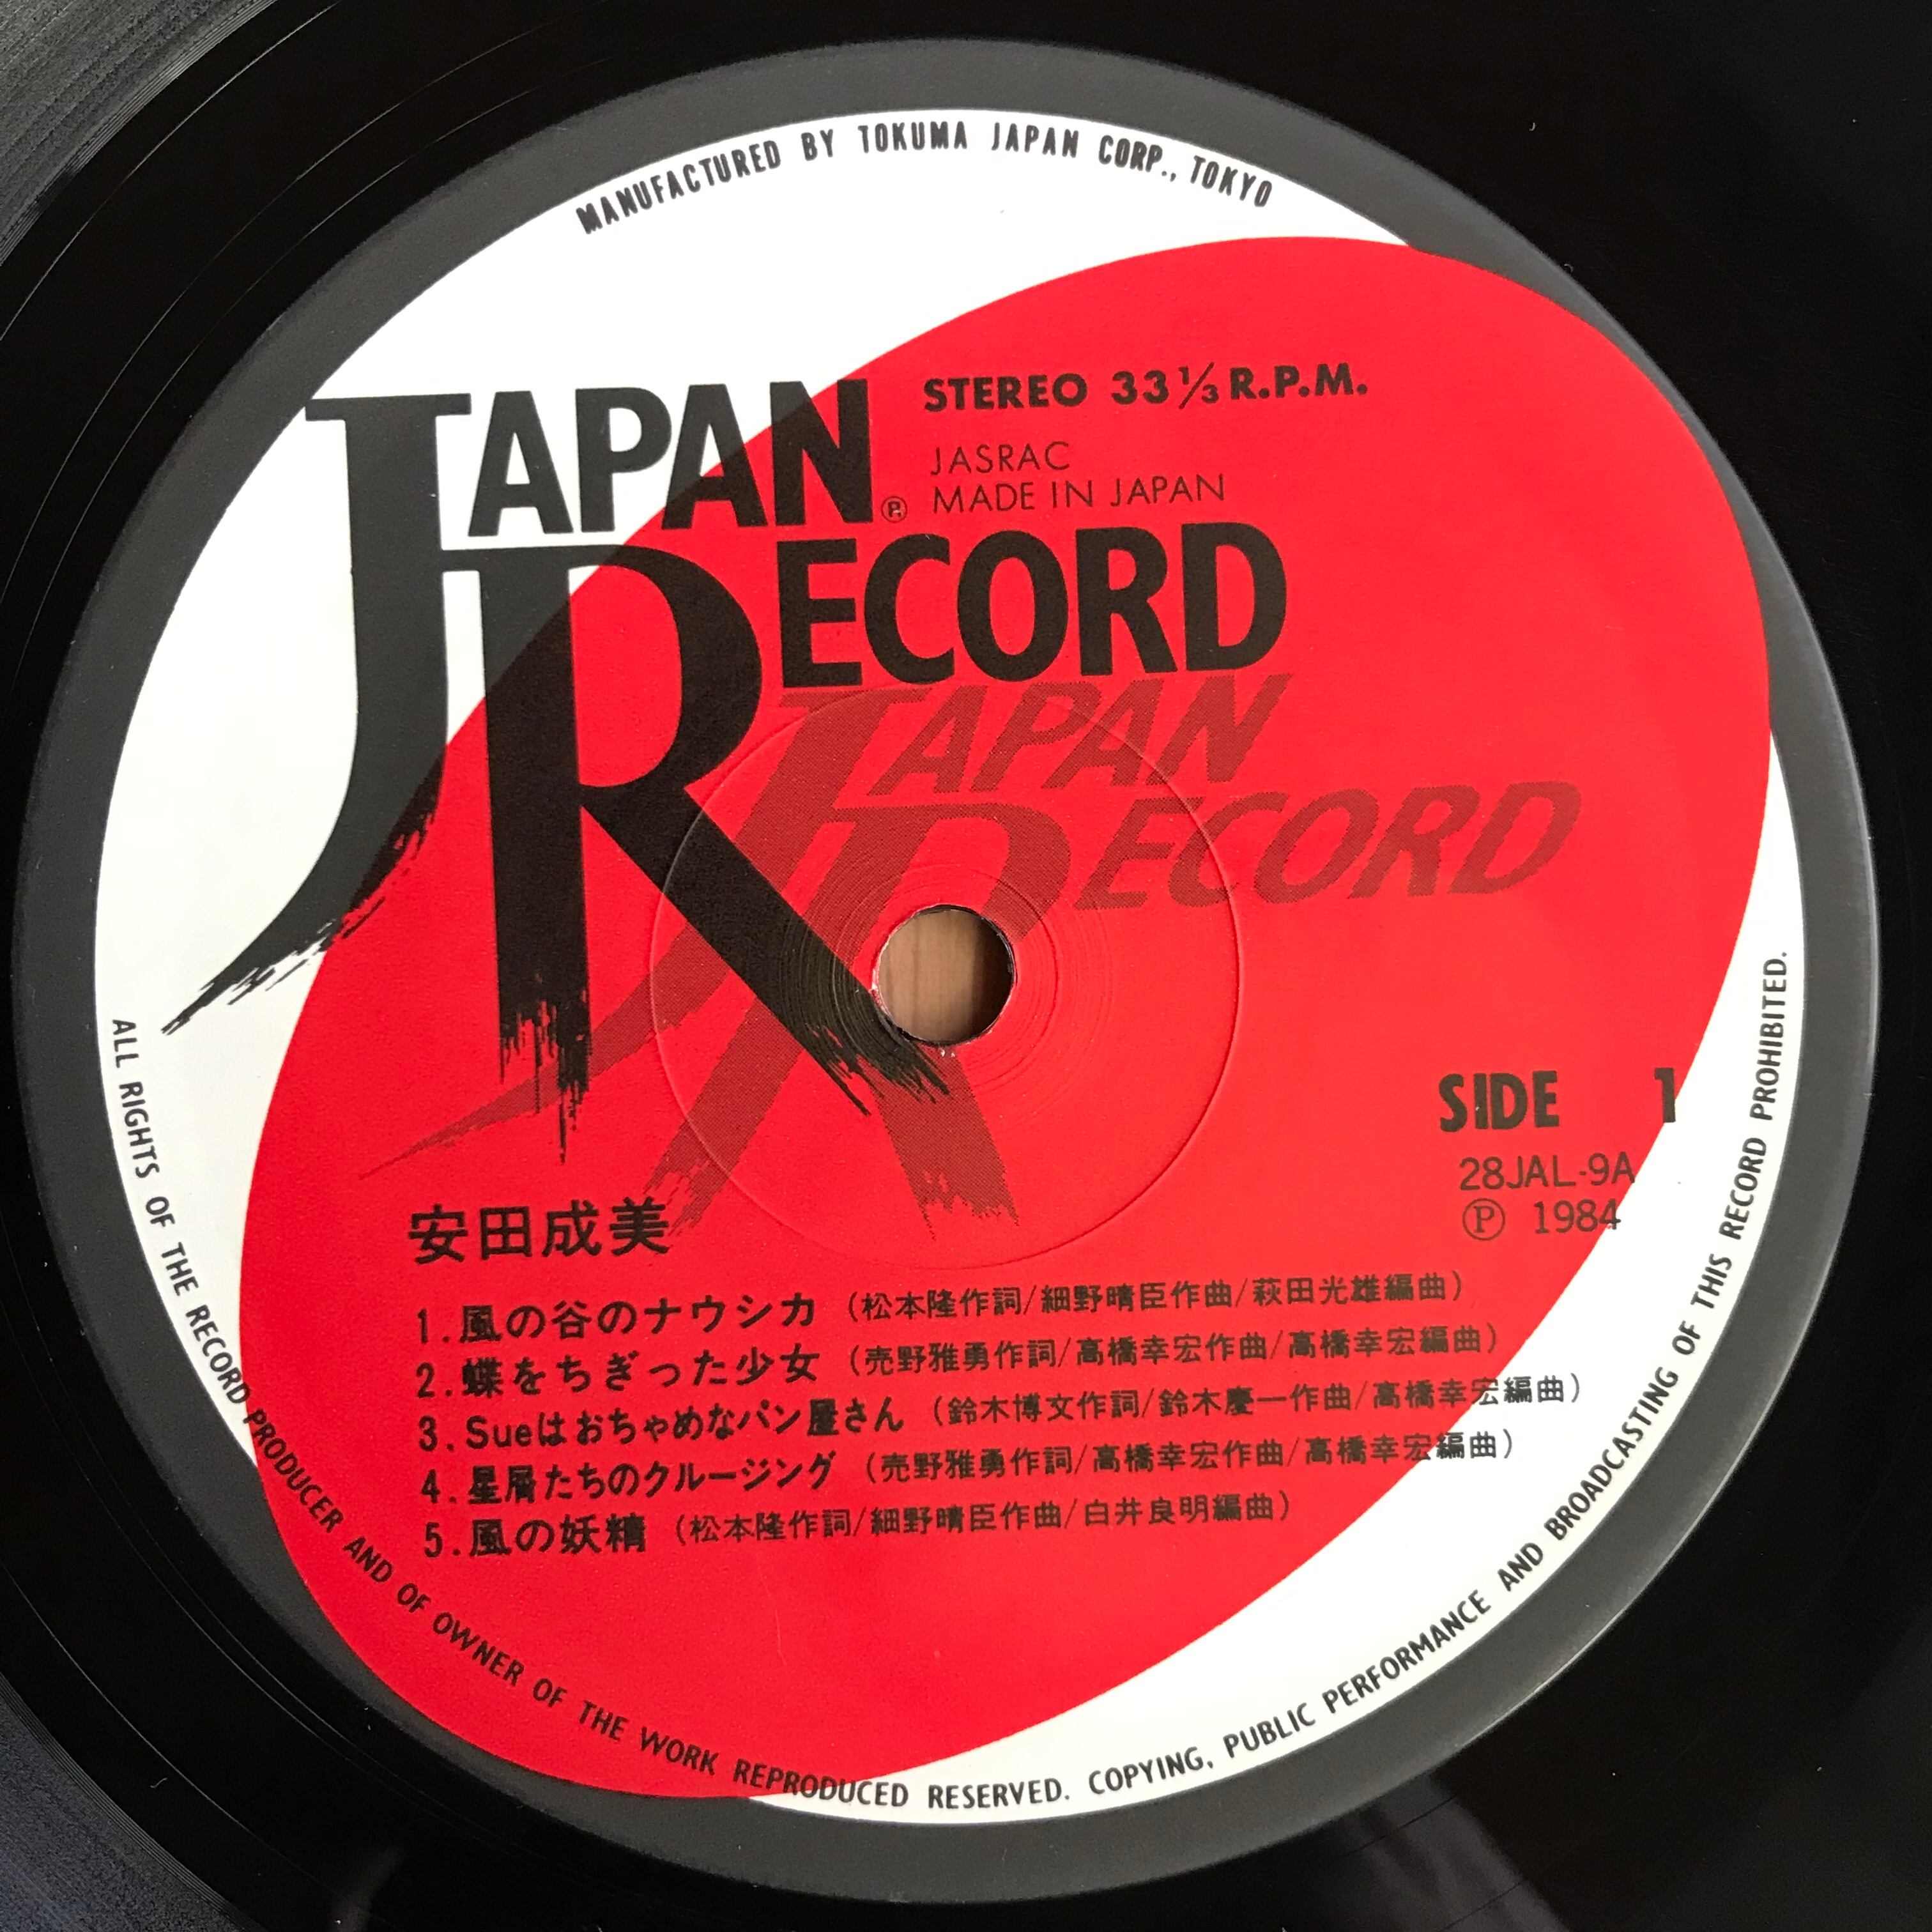 MANUFACTURED BY TOKUMA JAPAN CORP., TOKYO
JAPAN
RECORD
STEREO 33⅓ R.P.M.
JASRAC
Ⓡ MADE IN JAPAN
JAPAN
RECORD
SIDE 1
28JAL-9A
Ⓟ 1984
安田成美
1.風の谷のナウシカ (松本隆作詞/細野晴臣作曲/萩田光雄編曲)
2.蝶をちぎった少女 (売野雅勇作詞/高橋幸宏作曲/高橋幸宏編曲)
3.Sueはおちゃめなパン屋さん (鈴木博文作詞/鈴木慶一作曲/高橋幸宏編曲)
4.星屑たちのクルージング (売野雅勇作詞/高橋幸宏作曲/高橋幸宏編曲)
5.風の妖精 (松本隆作詞/細野晴臣作曲/白井良明編曲)
ALL RIGHTS OF THE RECORD PRODUCER AND OF OWNER OF THE WORK REPRODUCED RESERVED. COPYING, PUBLIC PERFORMANCE AND BROADCASTING OF THIS RECORD PROHIBITED.